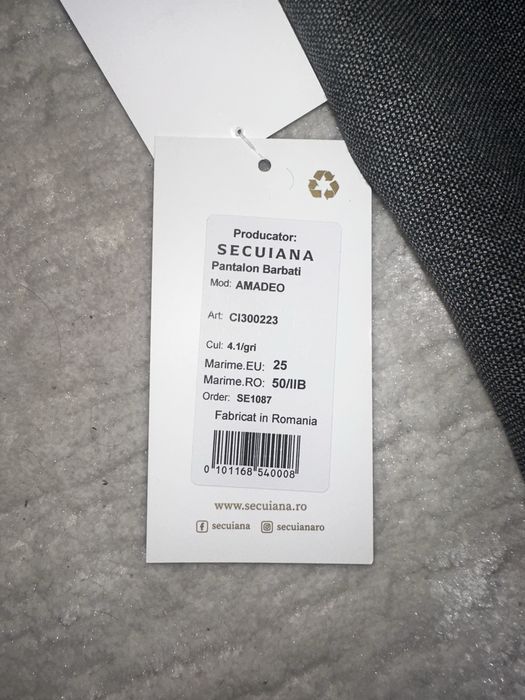 Producator:
SECUIANA
Pantalon Barbati
Mod: AMADEO
Art: CI300223
Cul: 4.1/gri
Marime.EU: 25
Marime.RO: 50/IIB
Order: SE1087
Fabricat in Romania
0 101168 540008
www.secuiana.ro
secuiana secuianaro